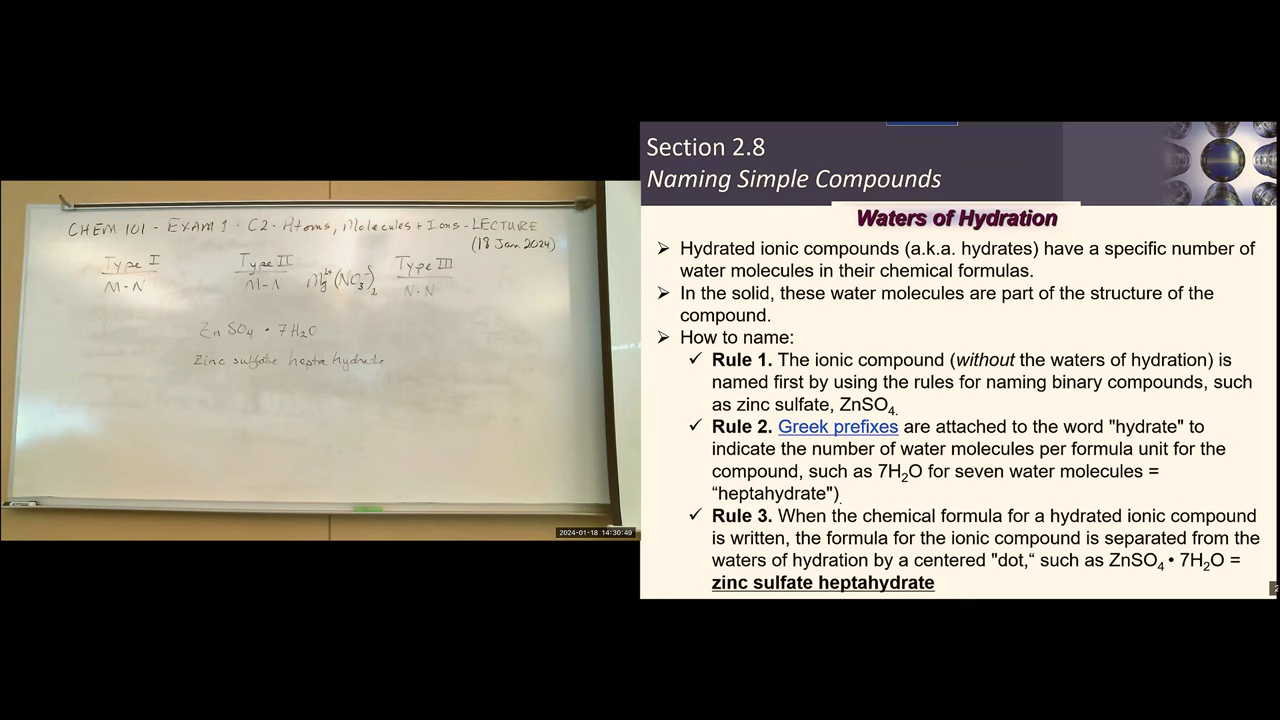 CHEM 101 - EXAM 1 - C2 - Atoms, Molecules + Ions - LECTURE
(18 Jan 2024)
Type I Type II Type III
M-N M-N Mg²⁺(NO₃⁻)₂ N-N
ZnSO₄ • 7H₂O
Zinc sulfate heptahydrate
2024-01-18 14:30:49
Section 2.8
Naming Simple Compounds
Waters of Hydration
➢ Hydrated ionic compounds (a.k.a. hydrates) have a specific number of
water molecules in their chemical formulas.
➢ In the solid, these water molecules are part of the structure of the
compound.
➢ How to name:
✓ Rule 1. The ionic compound (without the waters of hydration) is
named first by using the rules for naming binary compounds, such
as zinc sulfate, ZnSO₄.
✓ Rule 2. Greek prefixes are attached to the word "hydrate" to
indicate the number of water molecules per formula unit for the
compound, such as 7H₂O for seven water molecules =
“heptahydrate").
✓ Rule 3. When the chemical formula for a hydrated ionic compound
is written, the formula for the ionic compound is separated from the
waters of hydration by a centered "dot,“ such as ZnSO₄ • 7H₂O =
zinc sulfate heptahydrate